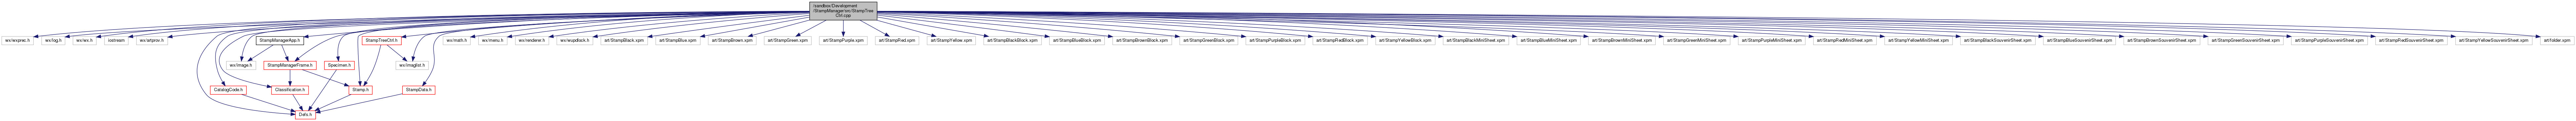 /sandbox/Development
/StampManager/src/StampTree
Ctrl.cpp
wx/wxprec.h
wx/log.h
wx/wx.h
iostream
wx/artprov.h
StampManagerApp.h
StampTreeCtrl.h
wx/math.h
wx/menu.h
wx/renderer.h
wx/wupdlock.h
art/StampBlack.xpm
art/StampBlue.xpm
art/StampBrown.xpm
art/StampGreen.xpm
art/StampPurple.xpm
art/StampRed.xpm
art/StampYellow.xpm
art/StampBlackBlock.xpm
art/StampBlueBlock.xpm
art/StampBrownBlock.xpm
art/StampGreenBlock.xpm
art/StampPurpleBlock.xpm
art/StampRedBlock.xpm
art/StampYellowBlock.xpm
art/StampBlackMiniSheet.xpm
art/StampBlueMiniSheet.xpm
art/StampBrownMiniSheet.xpm
art/StampGreenMiniSheet.xpm
art/StampPurpleMiniSheet.xpm
art/StampRedMiniSheet.xpm
art/StampYellowMiniSheet.xpm
art/StampBlackSouvenirSheet.xpm
art/StampBlueSouvenirSheet.xpm
art/StampBrownSouvenirSheet.xpm
art/StampGreenSouvenirSheet.xpm
art/StampPurpleSouvenirSheet.xpm
art/StampRedSouvenirSheet.xpm
art/StampYellowSouvenirSheet.xpm
art/folder.xpm
wx/image.h
StampManagerFrame.h
Specimen.h
wx/imaglist.h
CatalogCode.h
Classification.h
Stamp.h
StampData.h
Defs.h